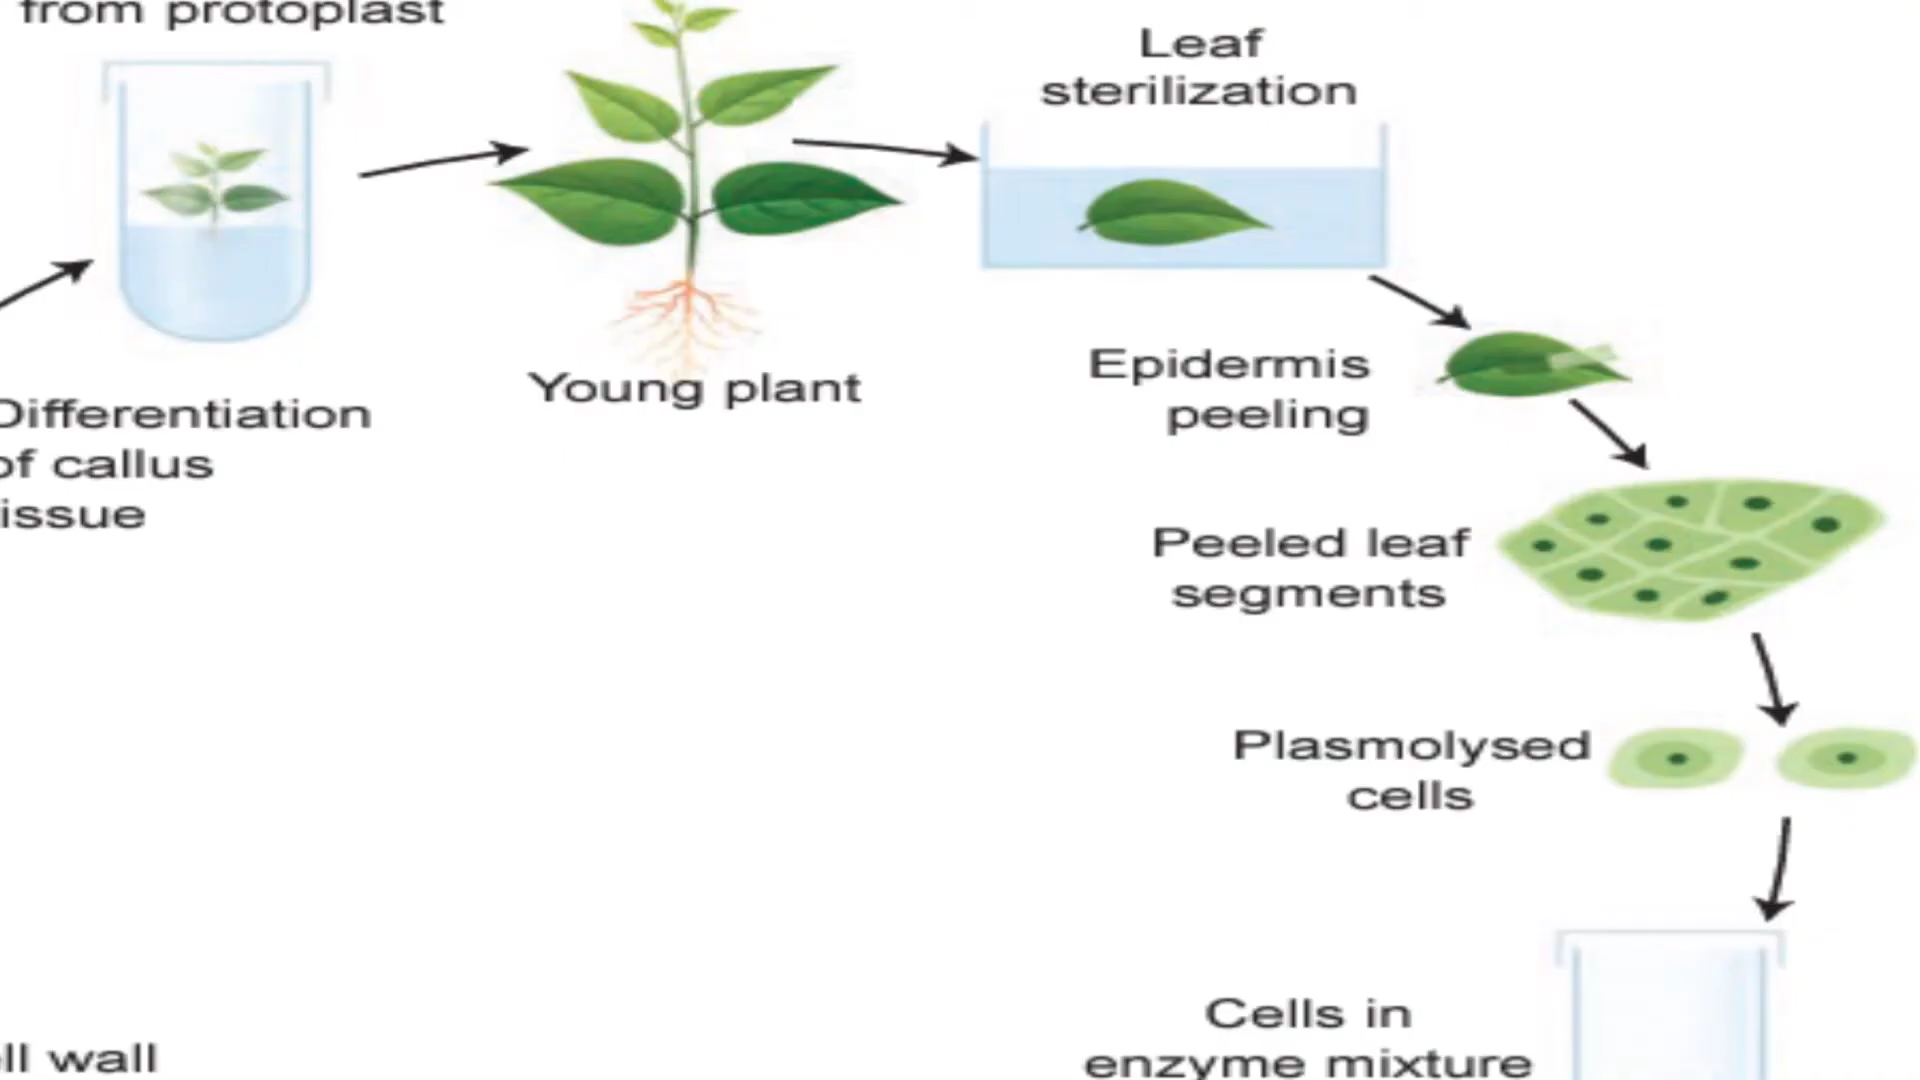 from protoplast
Leaf
sterilization
Young plant
Differentiation
of callus
issue
Epidermis
peeling
Peeled leaf
segments
Plasmolysed
cells
Cells in
enzyme mixture
ell wall